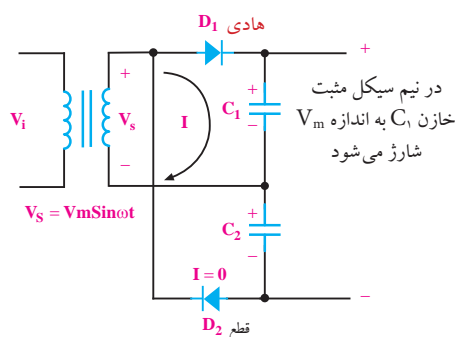 D₁ هادی
+
+
+
Vᵢ
Vₛ
I
C₁
در نیم سیکل مثبت
خازن C₁ به اندازه Vₘ
شارژ می‌شود
−
−
V_S = VmSinωt
+
C₂
−
I = 0
−
D₂ قطع